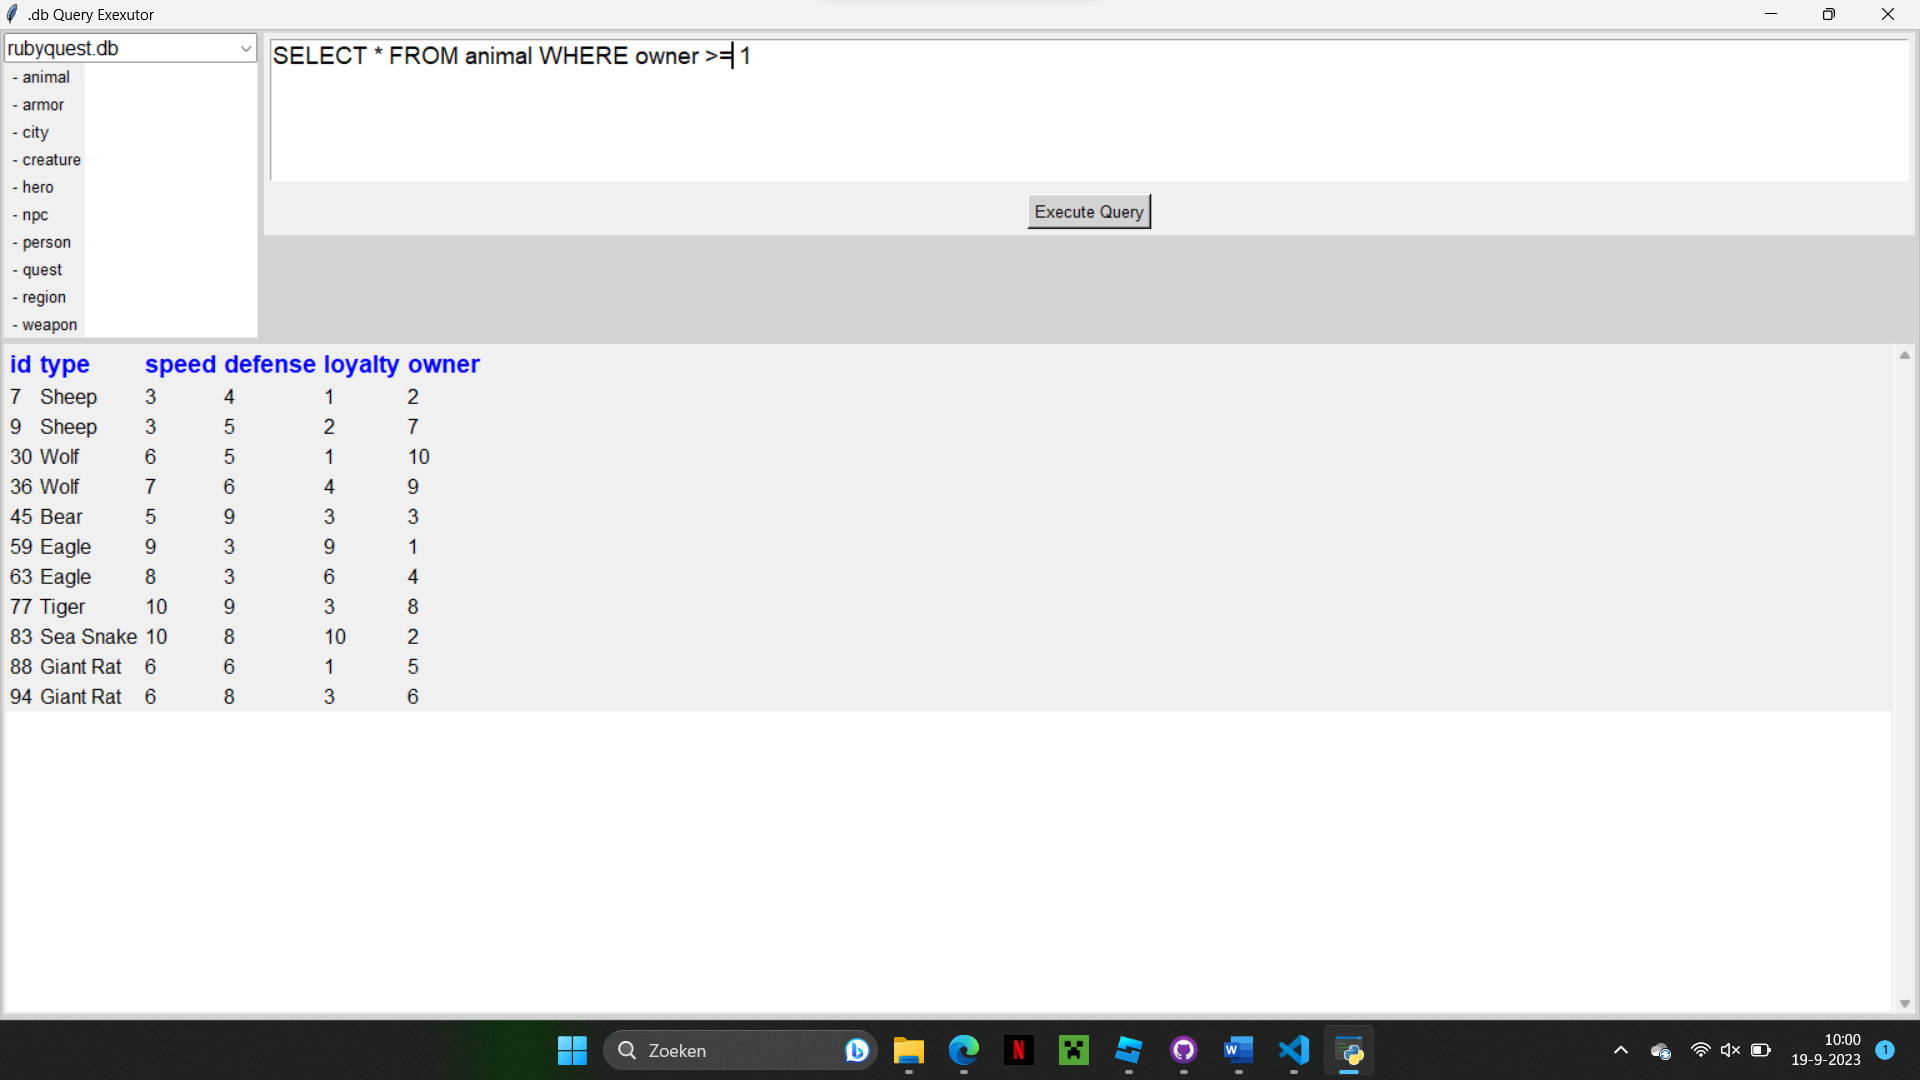 .db Query Exexutor
rubyquest.db
- animal
- armor
- city
- creature
- hero
- npc
- person
- quest
- region
- weapon
SELECT * FROM animal WHERE owner >= 1
Execute Query
id type speed defense loyalty owner
7 Sheep 3 4 1 2
9 Sheep 3 5 2 7
30 Wolf 6 5 1 10
36 Wolf 7 6 4 9
45 Bear 5 9 3 3
59 Eagle 9 3 9 1
63 Eagle 8 3 6 4
77 Tiger 10 9 3 8
83 Sea Snake 10 8 10 2
88 Giant Rat 6 6 1 5
94 Giant Rat 6 8 3 6
Zoeken
N
W
10:00
19-9-2023
1